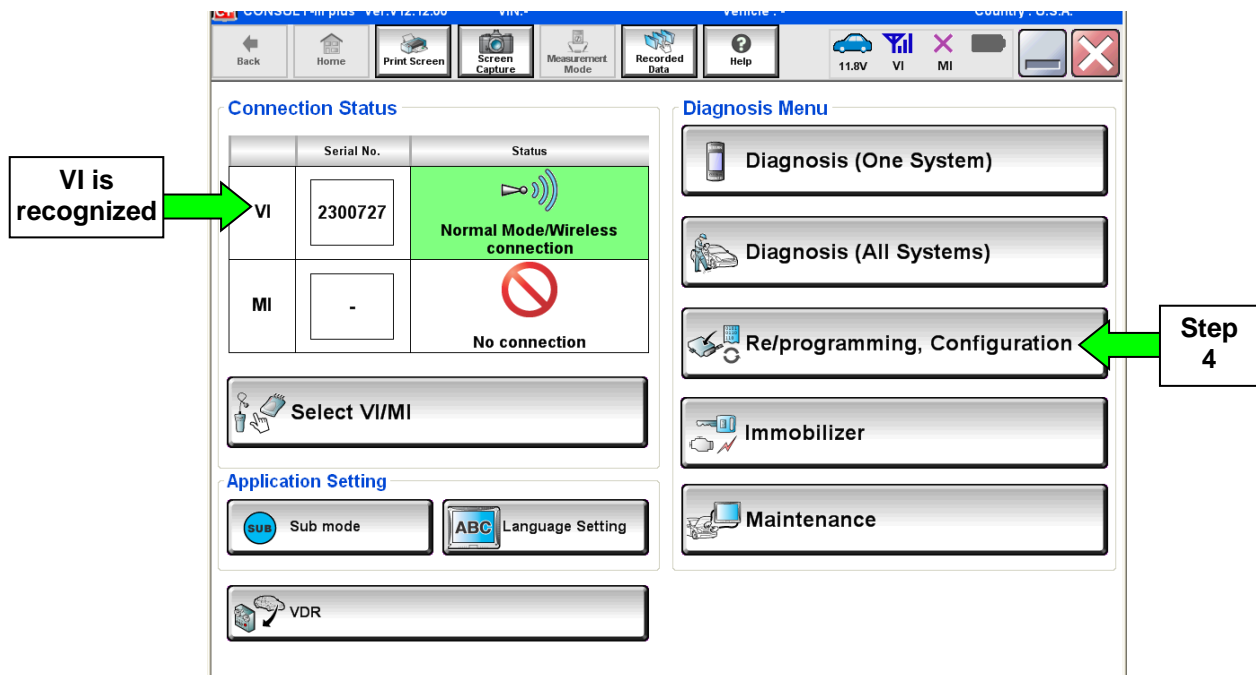 CONSULT-III plus Ver.V12.12.00 VIN:- Vehicle : - Country : U.S.A.
Back
Home
Print Screen
Screen
Capture
Measurement
Mode
Recorded
Data
Help
11.8V
VI
MI
Connection Status
Serial No.
Status
VI
2300727
Normal Mode/Wireless
connection
MI
-
No connection
Select VI/MI
Application Setting
SUB
Sub mode
ABC
Language Setting
VDR
Diagnosis Menu
Diagnosis (One System)
Diagnosis (All Systems)
Re/programming, Configuration
Immobilizer
Maintenance
VI is
recognized
Step
4